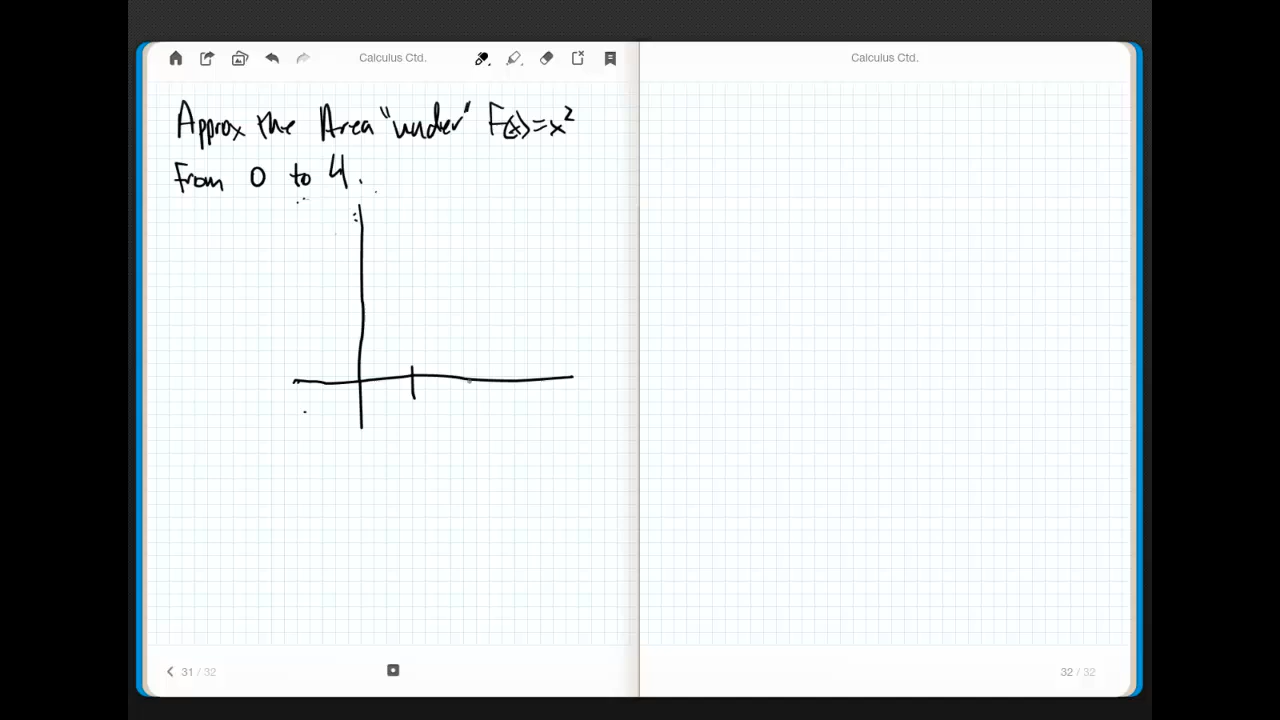 Calculus Ctd.
Calculus Ctd.
Approx the Area "under" F(x)=x²
from 0 to 4.
31 / 32
32 / 32